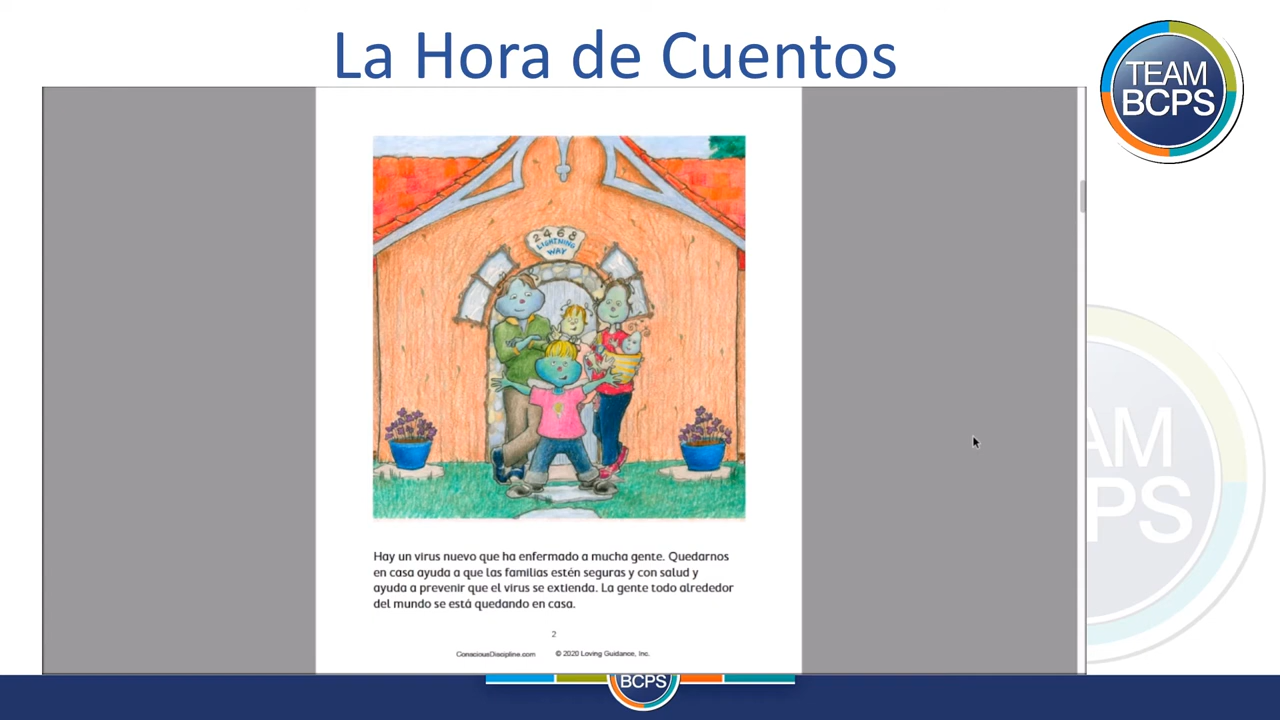 La Hora de Cuentos
TEAM
BCPS
2468
LIGHTNING
WAY
Hay un virus nuevo que ha enfermado a mucha gente. Quedarnos
en casa ayuda a que las familias estén seguras y con salud y
ayuda a prevenir que el virus se extienda. La gente todo alrededor
del mundo se está quedando en casa.
2
ConsciousDiscipline.com © 2020 Loving Guidance, Inc.
AM
PS
BCPS